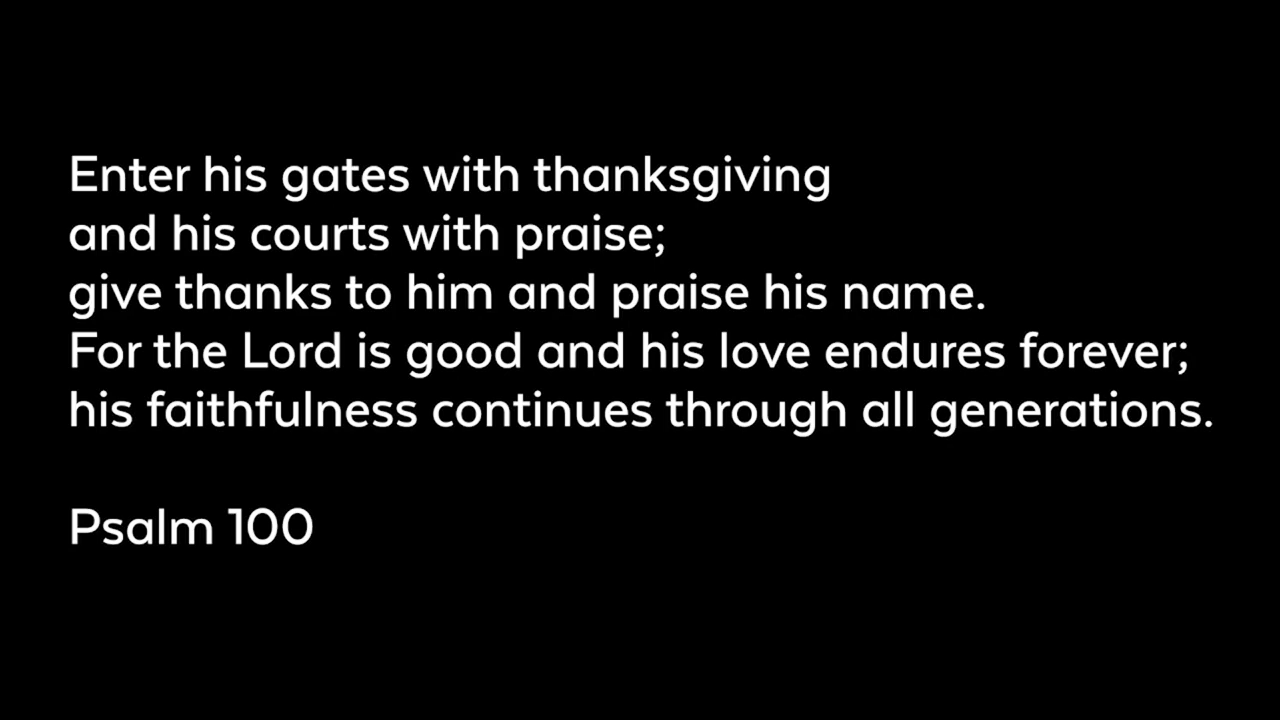 Enter his gates with thanksgiving
and his courts with praise;
give thanks to him and praise his name.
For the Lord is good and his love endures forever;
his faithfulness continues through all generations.
Psalm 100